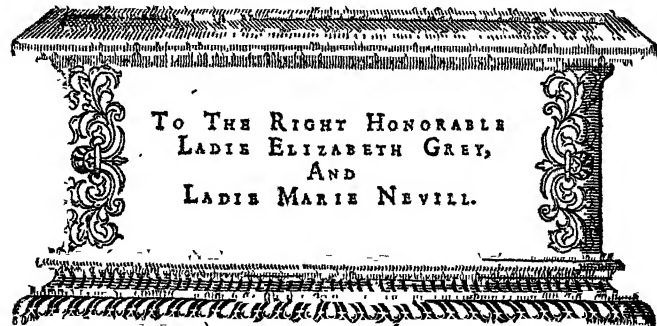 TO THE RIGHT HONORABLE
LADIE ELIZABETH GREY,
AND
LADIE MARIE NEVILL.